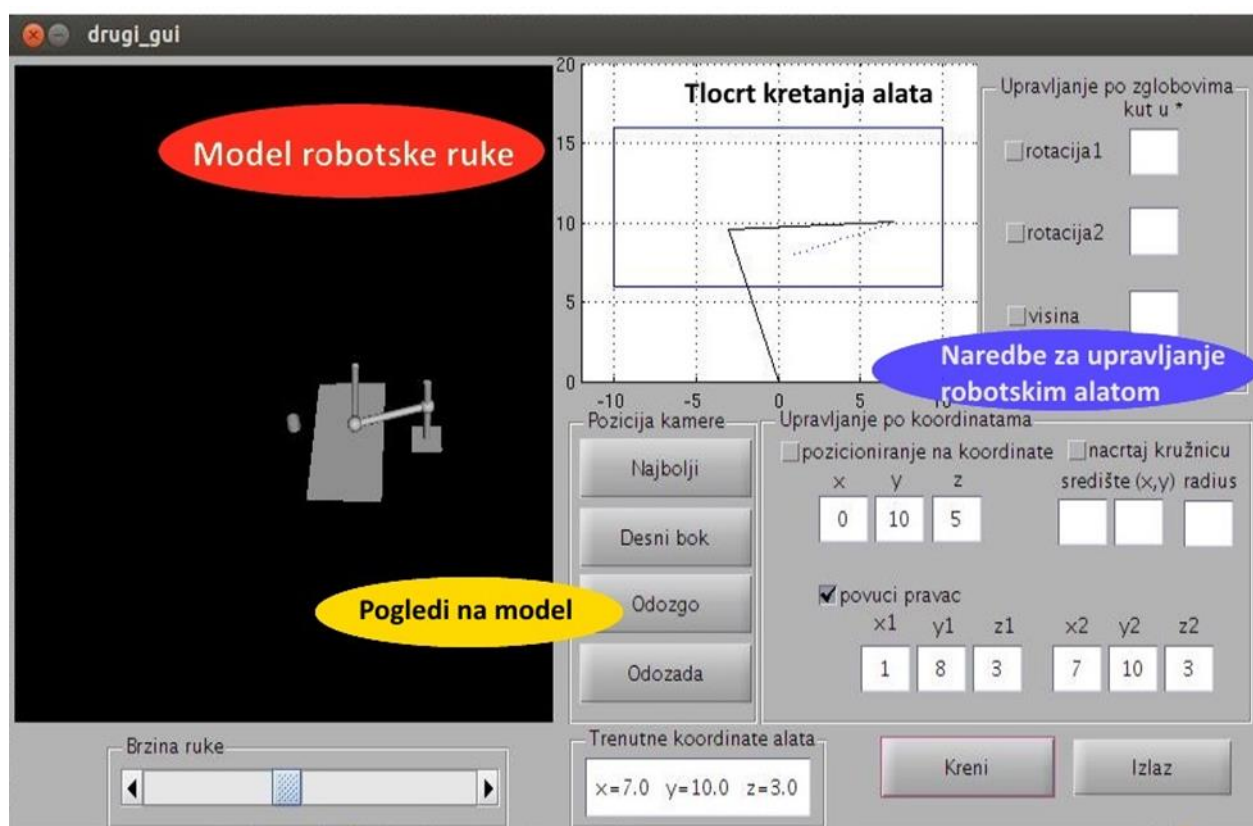 drugi_gui
Model robotske ruke
Tlocrt kretanja alata
20
15
10
5
0
-10 -5 0 5 10
Upravljanje po zglobovima
kut u *
rotacija1
rotacija2
visina
Naredbe za upravljanje
robotskim alatom
Pozicija kamere
Najbolji
Desni bok
Odozgo
Odozada
Pogledi na model
Upravljanje po koordinatama
pozicioniranje na koordinate
x y z
0 10 5
nacrtaj kružnicu
središte (x,y) radius
povuci pravac
x1 y1 z1 x2 y2 z2
1 8 3 7 10 3
Brzina ruke
Trenutne koordinate alata
x=7.0 y=10.0 z=3.0
Kreni
Izlaz